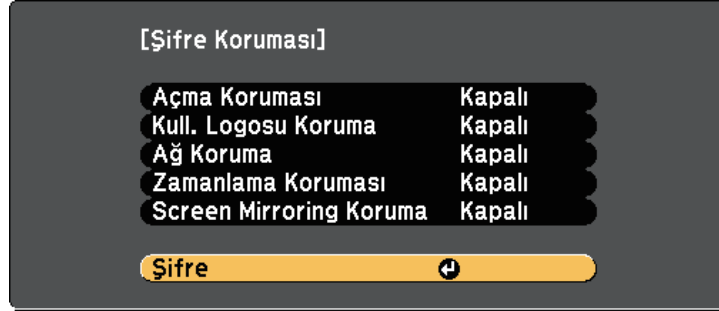 [Şifre Koruması]
Açma Koruması Kapalı
Kull. Logosu Koruma Kapalı
Ağ Koruma Kapalı
Zamanlama Koruması Kapalı
Screen Mirroring Koruma Kapalı
Şifre